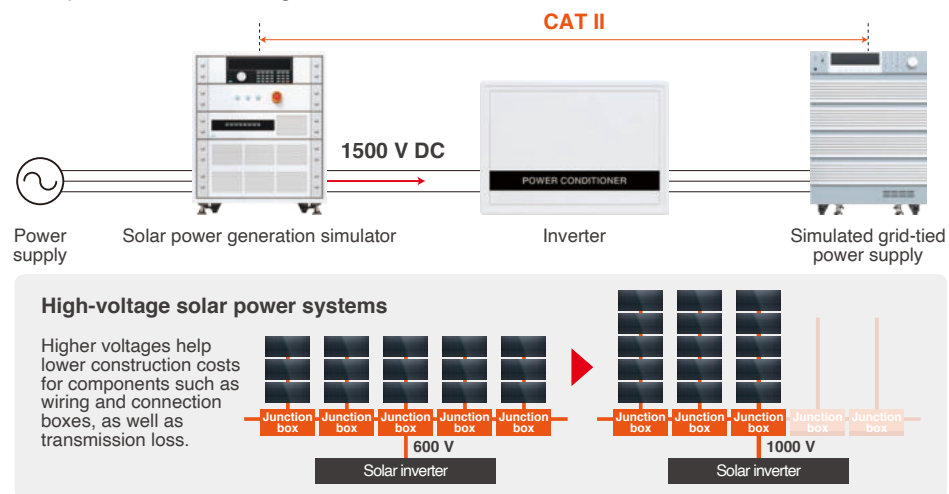 CAT II
1500 V DC
POWER CONDITIONER
Power
supply
Solar power generation simulator
Inverter
Simulated grid-tied
power supply
High-voltage solar power systems
Higher voltages help
lower construction costs
for components such as
wiring and connection
boxes, as well as
transmission loss.
Junction
box
Junction
box
Junction
box
Junction
box
Junction
box
600 V
Solar inverter
Junction
box
Junction
box
Junction
box
Junction
box
Junction
box
1000 V
Solar inverter